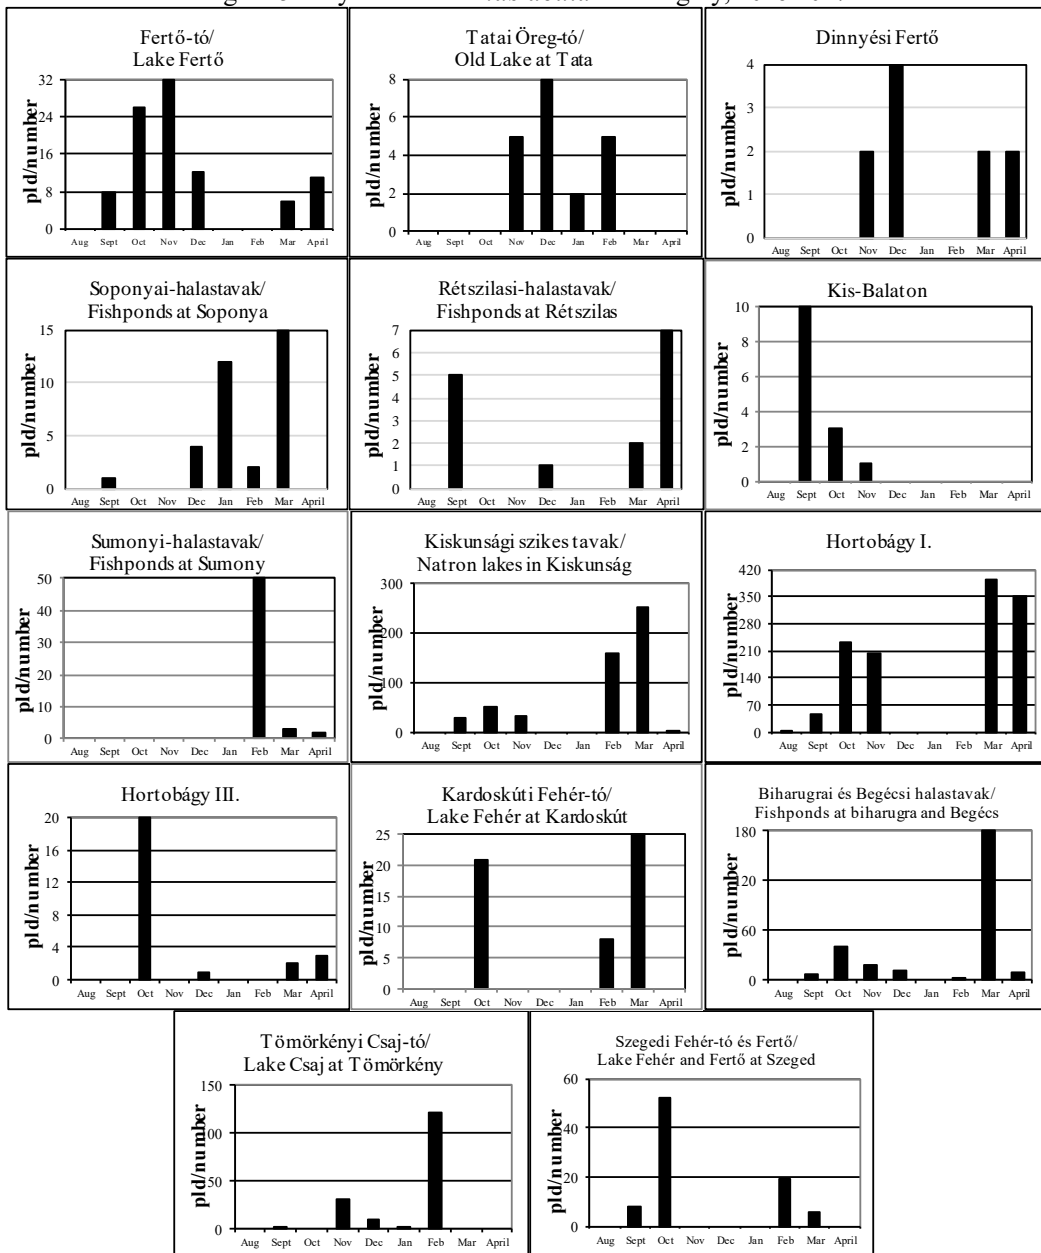 Fertő-tó/
Lake Fertő
pld/number
32
24
16
8
0
Aug Sept Oct Nov Dec Jan Feb Mar April
Tatai Öreg-tó/
Old Lake at Tata
pld/number
8
6
4
2
0
Aug Sept Oct Nov Dec Jan Feb Mar April
Dinnyési Fertő
pld/number
4
3
2
1
0
Aug Sept Oct Nov Dec Jan Feb Mar April
Soponyai-halastavak/
Fishponds at Soponya
pld/number
15
10
5
0
Aug Sept Oct Nov Dec Jan Feb Mar April
Rétszilasi-halastavak/
Fishponds at Rétszilas
pld/number
7
6
5
4
3
2
1
0
Aug Sept Oct Nov Dec Jan Feb Mar April
Kis-Balaton
pld/number
10
8
6
4
2
0
Aug Sept Oct Nov Dec Jan Feb Mar April
Sumonyi-halastavak/
Fishponds at Sumony
pld/number
50
40
30
20
10
0
Aug Sept Oct Nov Dec Jan Feb Mar April
Kiskunsági szikes tavak/
Natron lakes in Kiskunság
pld/number
300
200
100
0
Aug Sept Oct Nov Dec Jan Feb Mar April
Hortobágy I.
pld/number
420
350
280
210
140
70
0
Aug Sept Oct Nov Dec Jan Feb Mar April
Hortobágy III.
pld/number
20
16
12
8
4
0
Aug Sept Oct Nov Dec Jan Feb Mar April
Kardoskúti Fehér-tó/
Lake Fehér at Kardoskút
pld/number
25
20
15
10
5
0
Aug Sept Oct Nov Dec Jan Feb Mar April
Biharugrai és Begécsi halastavak/
Fishponds at biharugra and Begécs
pld/number
180
120
60
0
Aug Sept Oct Nov Dec Jan Feb Mar April
Tömörkényi Csaj-tó/
Lake Csaj at Tömörkény
pld/number
150
100
50
0
Aug Sept Oct Nov Dec Jan Feb Mar April
Szegedi Fehér-tó és Fertő/
Lake Fehér and Fertő at Szeged
pld/number
60
40
20
0
Aug Sept Oct Nov Dec Jan Feb Mar April